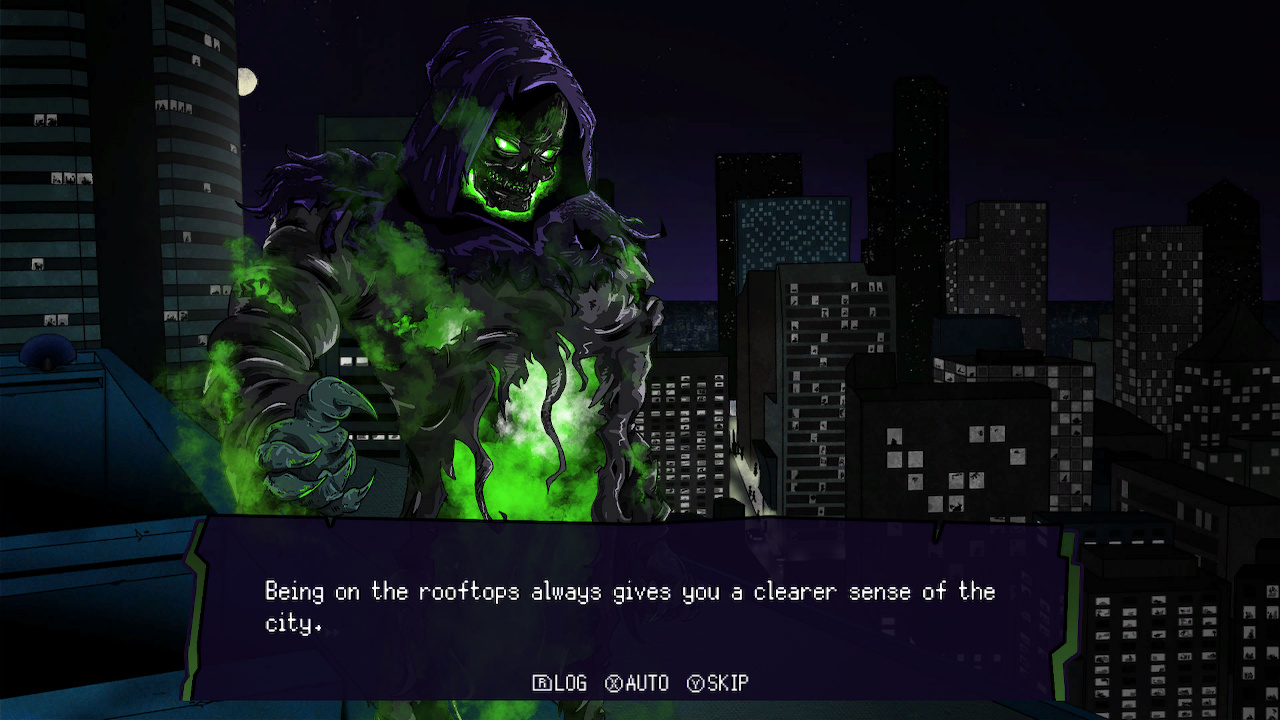 Being on the rooftops always gives you a clearer sense of the
city.
R LOG X AUTO Y SKIP